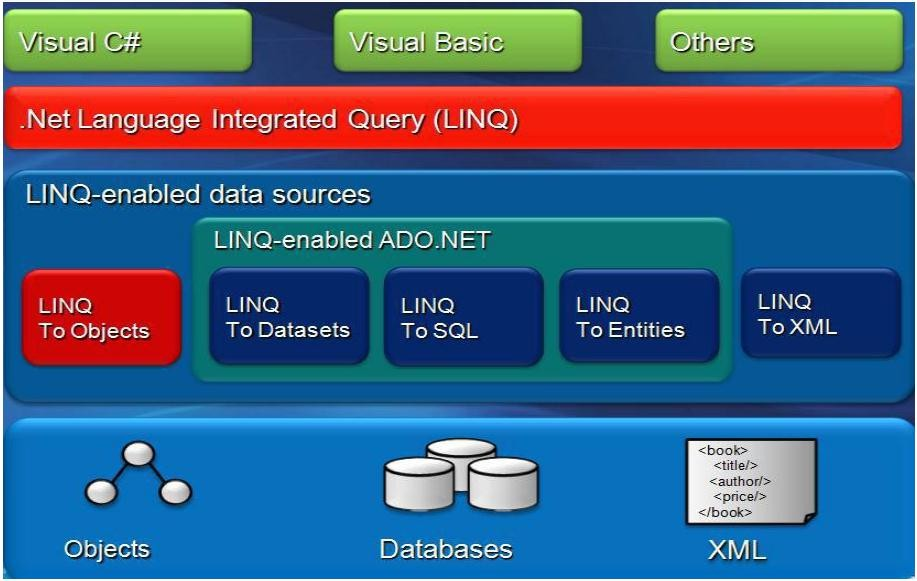 Visual C#
Visual Basic
Others
.Net Language Integrated Query (LINQ)
LINQ-enabled data sources
LINQ-enabled ADO.NET
LINQ
To Objects
LINQ
To Datasets
LINQ
To SQL
LINQ
To Entities
LINQ
To XML
Objects
Databases
<book>
<title/>
<author/>
<price/>
</book>
XML